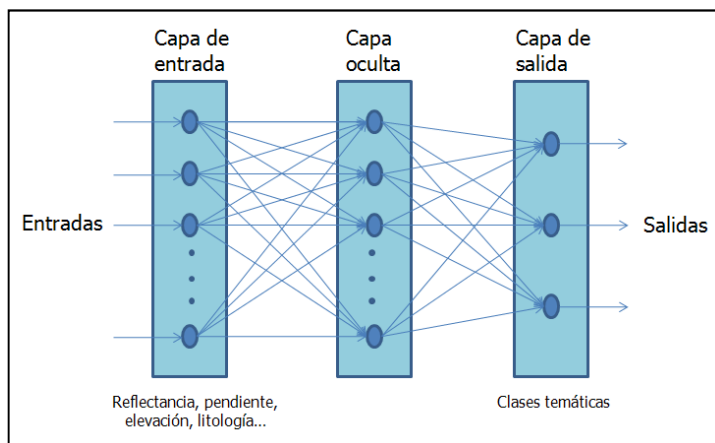 Capa de
entrada
Capa
oculta
Capa de
salida
Entradas
Salidas
Reflectancia, pendiente,
elevación, litología...
Clases temáticas